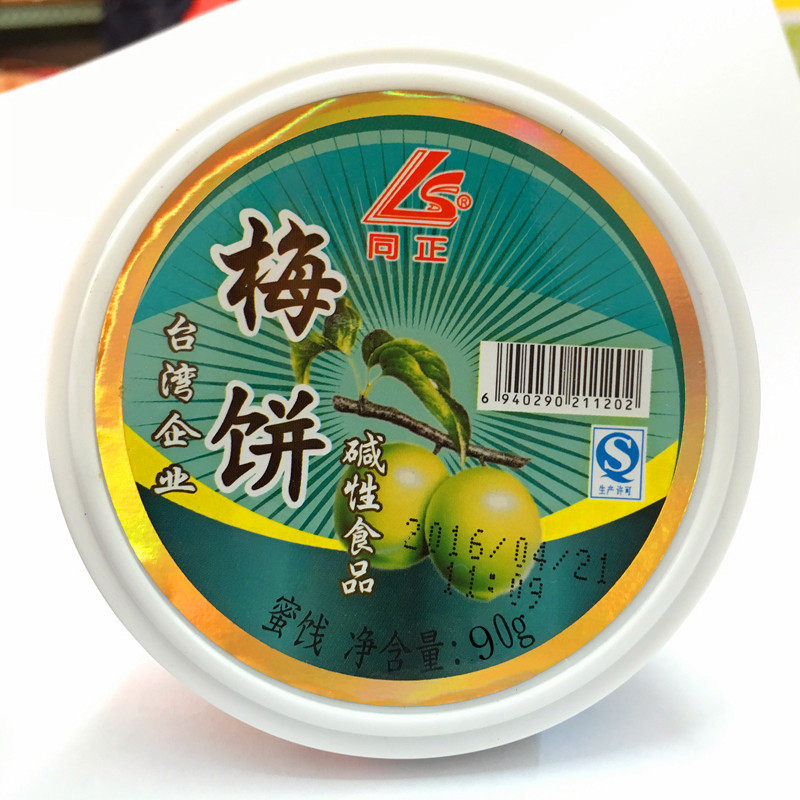 LS®
同正
梅饼
台湾企业
碱性食品
6 940290 211202
S
生产许可
2016/04/21
11:09
蜜饯 净含量:90g